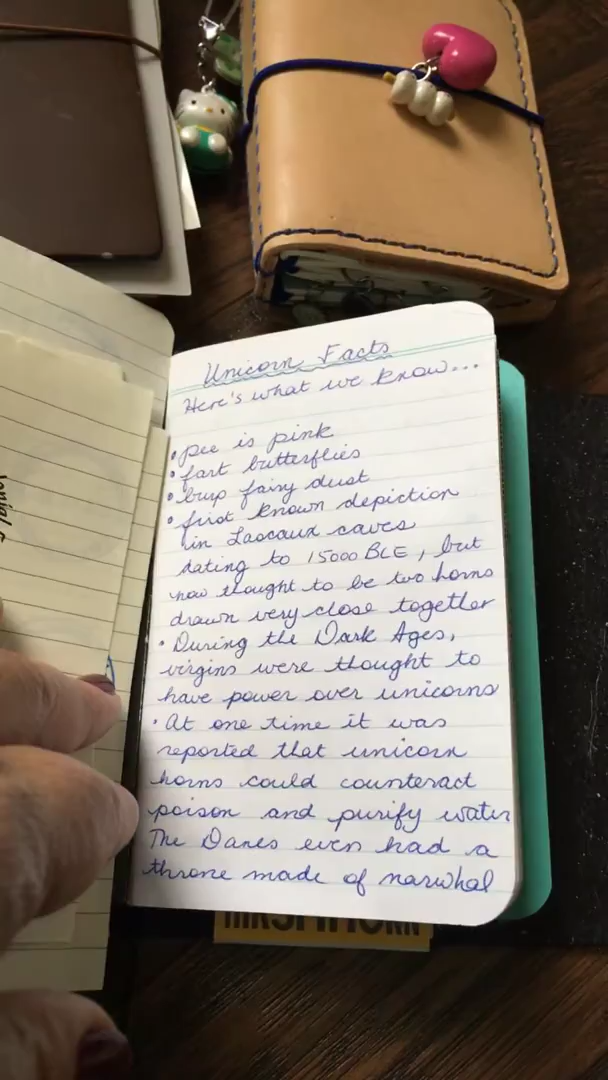 Unicorn Facts
Here's what we know...
• pee is pink
• fart butterflies
• burp fairy dust
• first known depiction
in Lascaux caves
dating to 15000 BCE, but
now thought to be two horns
drawn very close together
• During the Dark Ages,
virgins were thought to
have power over unicorns
• At one time it was
reported that unicorn
horns could counteract
poison and purify water
The Danes even had a
throne made of narwhal